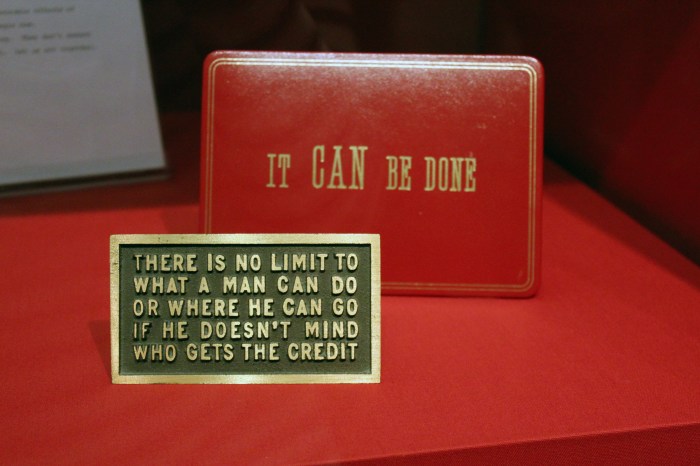 IT CAN BE DONE
THERE IS NO LIMIT TO
WHAT A MAN CAN DO
OR WHERE HE CAN GO
IF HE DOESN'T MIND
WHO GETS THE CREDIT